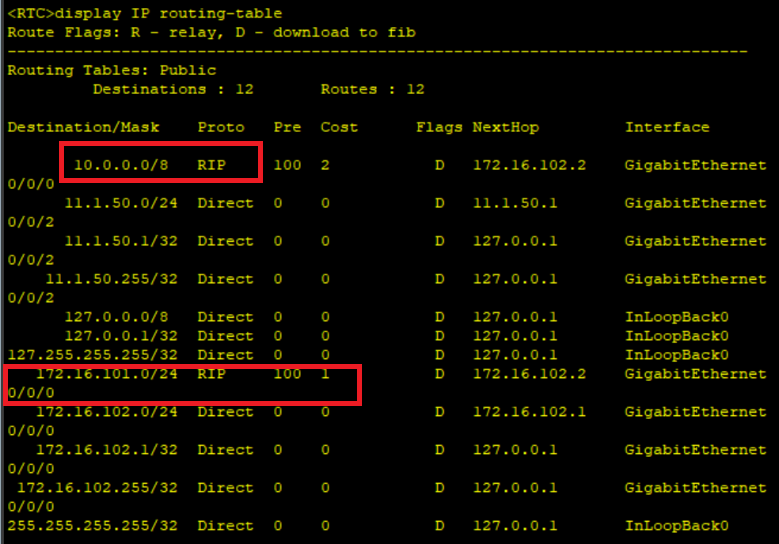 <RTC>display IP routing-table
Route Flags: R - relay, D - download to fib
------------------------------------------------------------------------------
Routing Tables: Public
         Destinations : 12       Routes : 12

Destination/Mask    Proto   Pre  Cost      Flags NextHop         Interface

       10.0.0.0/8   RIP     100  2           D   172.16.102.2    GigabitEthernet
0/0/0
      11.1.50.0/24  Direct  0    0           D   11.1.50.1       GigabitEthernet
0/0/2
      11.1.50.1/32  Direct  0    0           D   127.0.0.1       GigabitEthernet
0/0/2
    11.1.50.255/32  Direct  0    0           D   127.0.0.1       GigabitEthernet
0/0/2
      127.0.0.0/8   Direct  0    0           D   127.0.0.1       InLoopBack0
      127.0.0.1/32  Direct  0    0           D   127.0.0.1       InLoopBack0
127.255.255.255/32  Direct  0    0           D   127.0.0.1       InLoopBack0
   172.16.101.0/24  RIP     100  1           D   172.16.102.2    GigabitEthernet
0/0/0
   172.16.102.0/24  Direct  0    0           D   172.16.102.1    GigabitEthernet
0/0/0
   172.16.102.1/32  Direct  0    0           D   127.0.0.1       GigabitEthernet
0/0/0
 172.16.102.255/32  Direct  0    0           D   127.0.0.1       GigabitEthernet
0/0/0
255.255.255.255/32  Direct  0    0           D   127.0.0.1       InLoopBack0